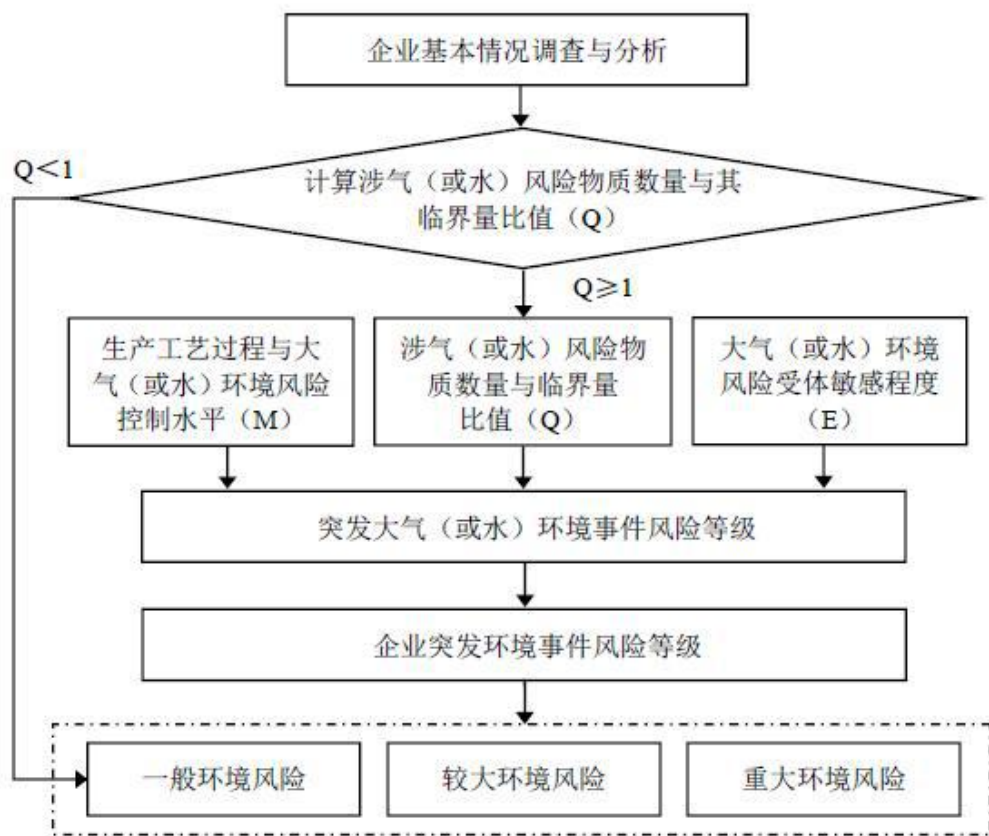 企业基本情况调查与分析
Q＜1
计算涉气（或水）风险物质数量与其
临界量比值（Q）
Q≥1
生产工艺过程与大
气（或水）环境风险
控制水平（M）
涉气（或水）风险物
质数量与临界量
比值（Q）
大气（或水）环境
风险受体敏感程度
（E）
突发大气（或水）环境事件风险等级
企业突发环境事件风险等级
一般环境风险
较大环境风险
重大环境风险